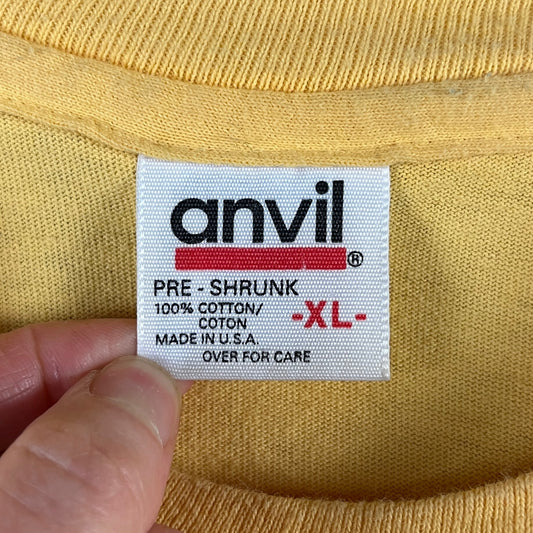 anvil®
PRE - SHRUNK
100% COTTON/
COTON
-XL-
MADE IN U.S.A.
OVER FOR CARE